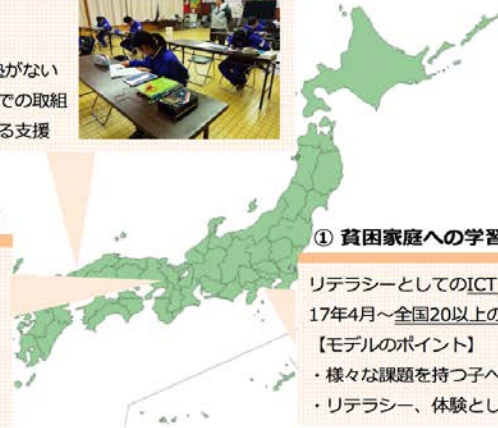 がない
での取組
る支援
① 貧困家庭への学習
リテラシーとしてのICT
17年4月～全国20以上の
【モデルのポイント】
・様々な課題を持つ子へ
・リテラシー、体験とし